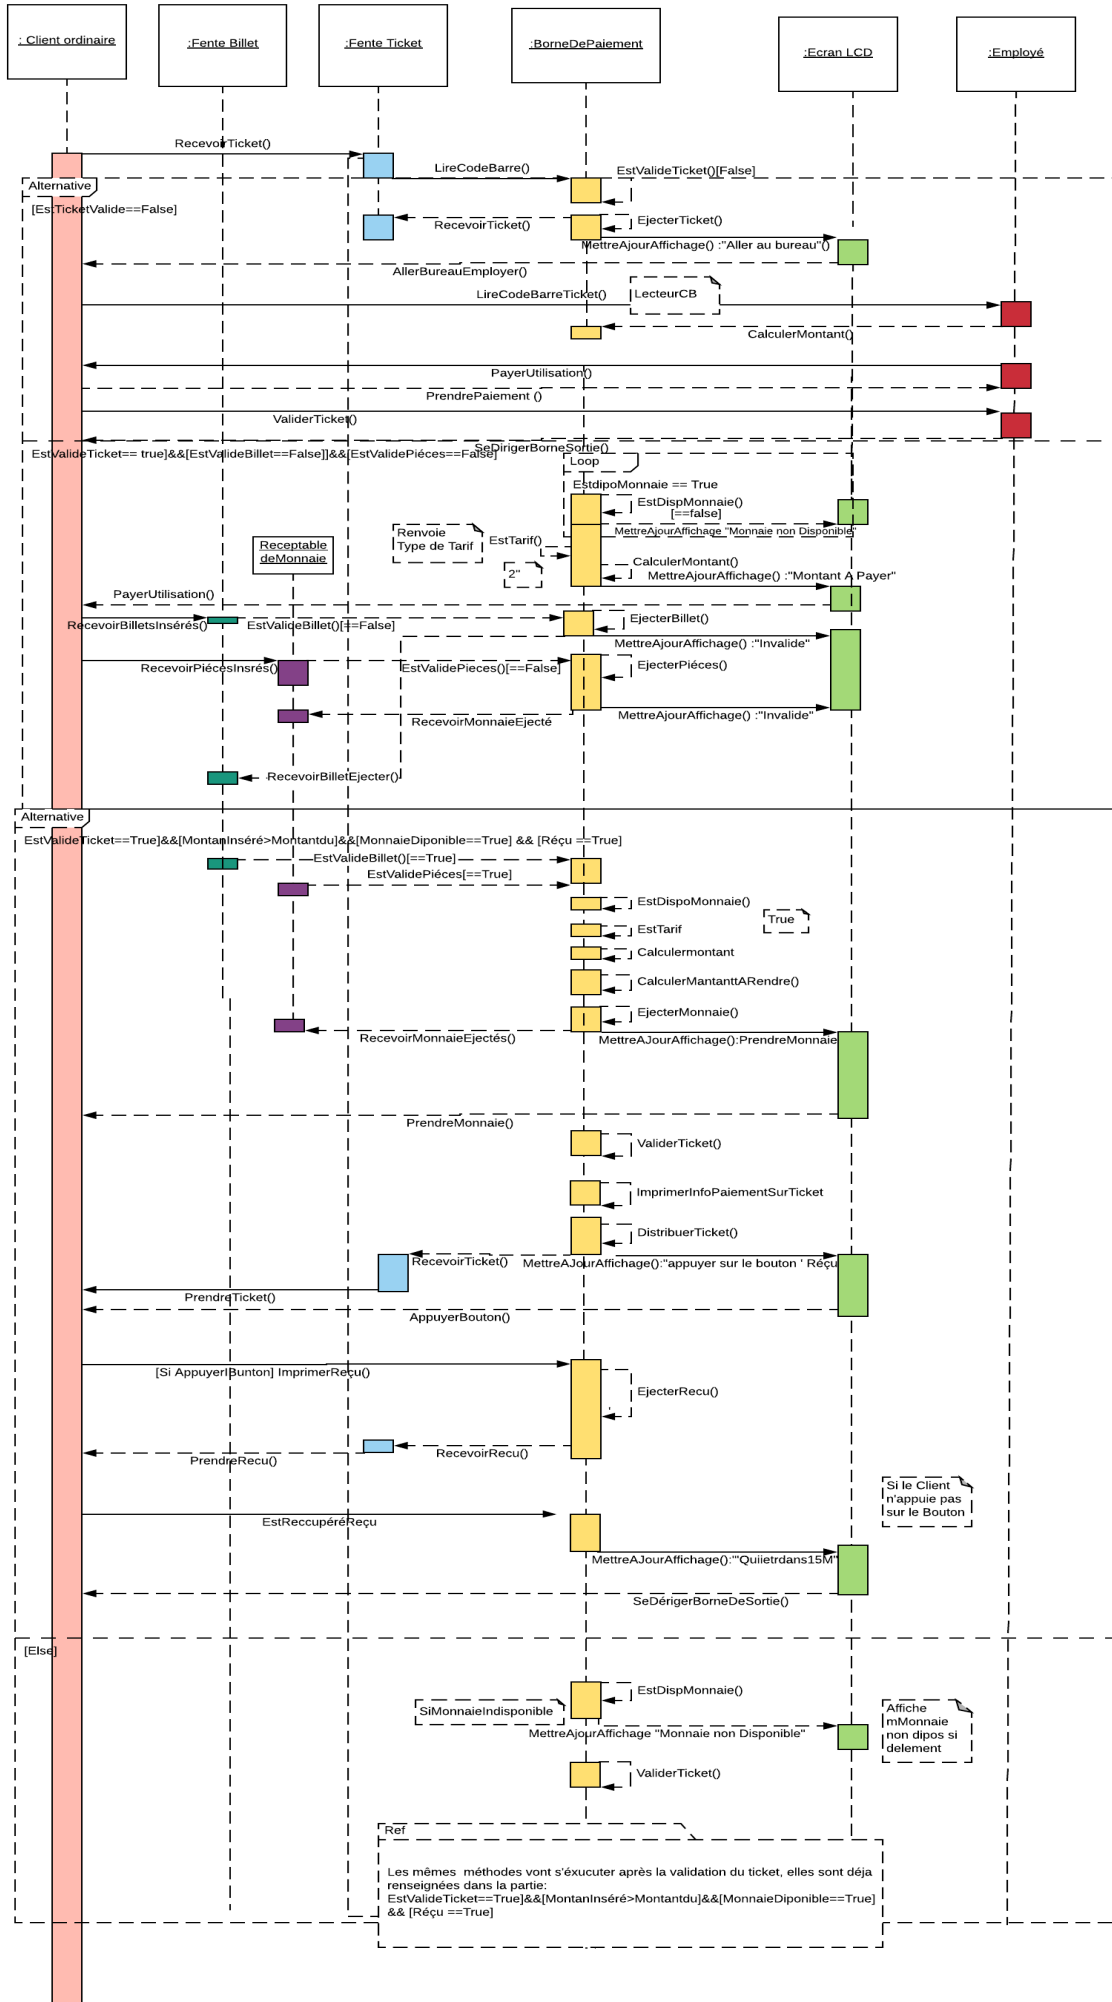 : Client ordinaire
:Fente Billet
:Fente Ticket
:BorneDePaiement
:Ecran LCD
:Employé
RecevoirTicket()
LireCodeBarre()
EstValideTicket()[False]
Alternative
[EstTicketValide==False]
RecevoirTicket()
EjecterTicket()
MettreAjourAffichage() :"Aller au bureau"()
AllerBureauEmployer()
LireCodeBarreTicket()
LecteurCB
CalculerMontant()
PayerUtilisation()
PrendrePaiement ()
ValiderTicket()
SeDirigerBorneSortie()
EstValideTicket== true]&&[EstValideBillet==False]]&&[EstValidePiéces==False]
Loop
EstdipoMonnaie == True
EstDispMonnaie()
[==false]
MettreAjourAffichage "Monnaie non Disponible"
Renvoie
Type de Tarif
EstTarif()
Receptable
deMonnaie
CalculerMontant()
2"
MettreAjourAffichage() :"Montant A Payer"
PayerUtilisation()
RecevoirBilletsInsérés()
EstValideBillet()[==False]
EjecterBillet()
MettreAjourAffichage() :"Invalide"
RecevoirPiécesInsrés()
EstValidePieces()[==False]
EjecterPiéces()
RecevoirMonnaieEjecté
MettreAjourAffichage() :"Invalide"
RecevoirBilletEjecter()
Alternative
EstValideTicket==True]&&[MontanInséré>Montantdu]&&[MonnaieDiponible==True] && [Réçu ==True]
EstValideBillet()[==True]
EstValidePiéces[==True]
EstDispoMonnaie()
True
EstTarif
Calculermontant
CalculerMantanttARendre()
EjecterMonnaie()
RecevoirMonnaieEjectés()
MettreAJourAffichage():PrendreMonnaie
PrendreMonnaie()
ValiderTicket()
ImprimerInfoPaiementSurTicket
DistribuerTicket()
RecevoirTicket()
MettreAJourAffichage():"appuyer sur le bouton ' Réçu
PrendreTicket()
AppuyerBouton()
[Si AppuyerlBunton] ImprimerReçu()
EjecterRecu()
RecevoirRecu()
PrendreRecu()
Si le Client
n'appuie pas
sur le Bouton
EstReccupéréReçu
MettreAJourAffichage():"'Quiietrdans15M"
SeDérigerBorneDeSortie()
[Else]
EstDispMonnaie()
SiMonnaieIndisponible
Affiche
mMonnaie
non dipos si
delement
MettreAjourAffichage "Monnaie non Disponible"
ValiderTicket()
Ref
Les mêmes méthodes vont s'éxucuter après la validation du ticket, elles sont déja
renseignées dans la partie:
EstValideTicket==True]&&[MontanInséré>Montantdu]&&[MonnaieDiponible==True]
&& [Réçu ==True]